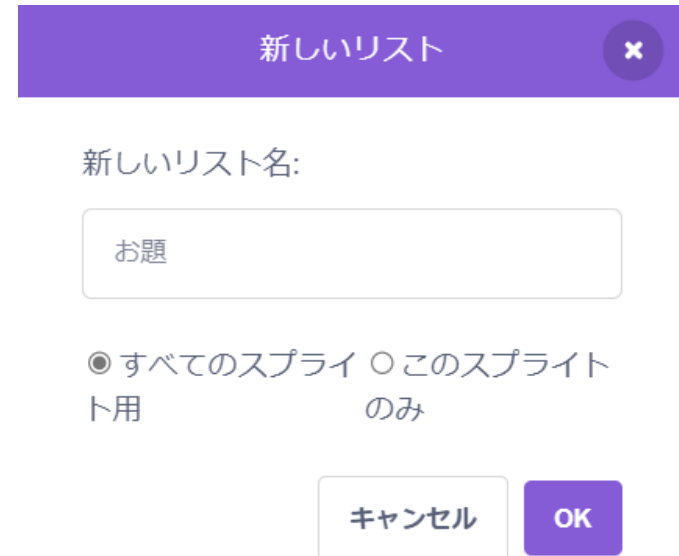 新しいリスト
新しいリスト名:
お題
すべてのスプライ
ト用
このスプライト
のみ
キャンセル
OK